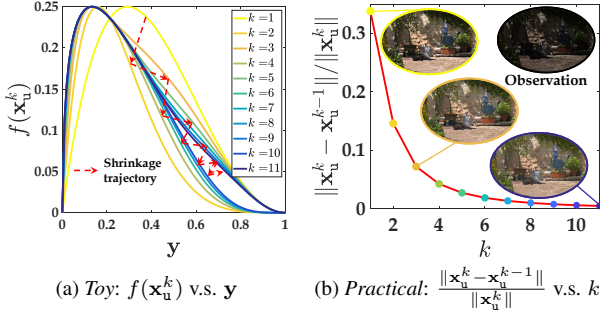 0.25
0.2
0.15
0.1
0.05
0
f(x_u^k)
k =1
k =2
k =3
k =4
k =5
k =6
k =7
k =8
k =9
k =10
k =11
Shrinkage
trajectory
0 0.2 0.4 0.6 0.8 1
y
(a) Toy: f(x_u^k) v.s. y
0.3
0.2
0.1
0
‖x_u^k − x_u^{k−1}‖/‖x_u^k‖
Observation
2 4 6 8 10
k
(b) Practical: ‖x_u^k−x_u^{k−1}‖/‖x_u^k‖ v.s. k